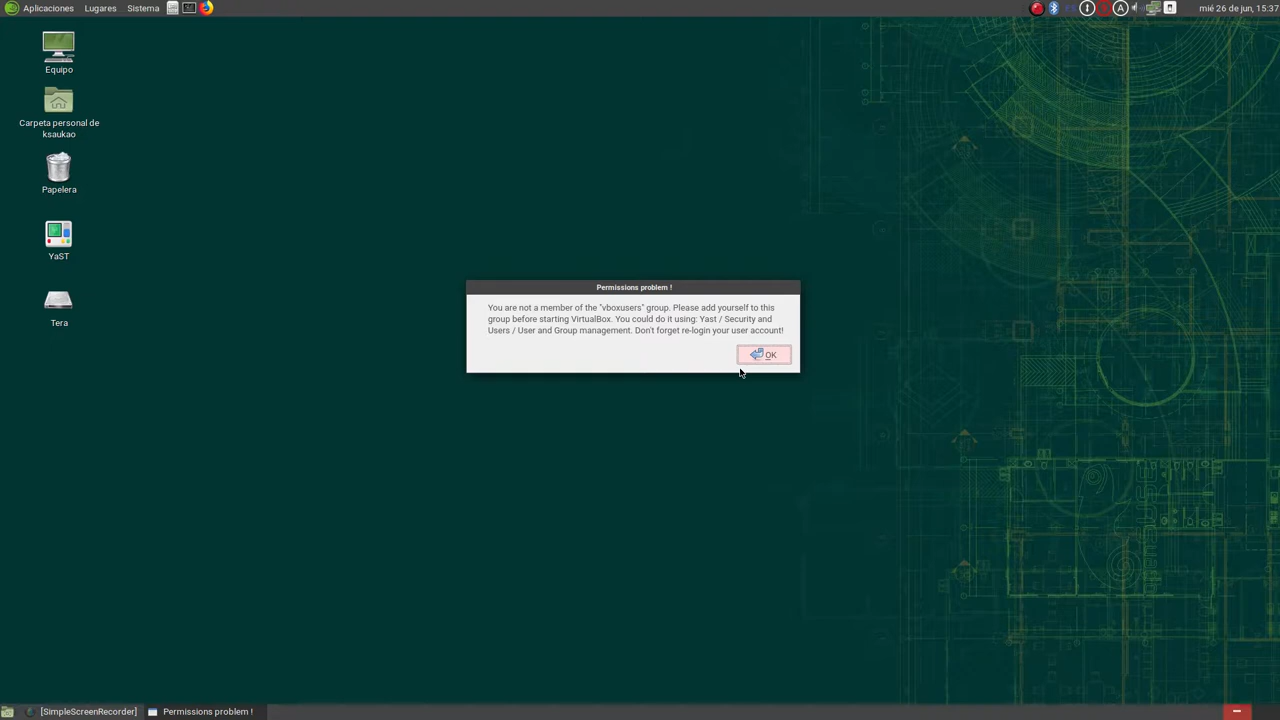 Aplicaciones Lugares Sistema
mié 26 de jun, 15:37
Equipo
Carpeta personal de
ksaukao
Papelera
YaST
Tera
Permissions problem !
You are not a member of the "vboxusers" group. Please add yourself to this
group before starting VirtualBox. You could do it using: Yast / Security and
Users / User and Group management. Don't forget re-login your user account!
OK
[SimpleScreenRecorder] Permissions problem !